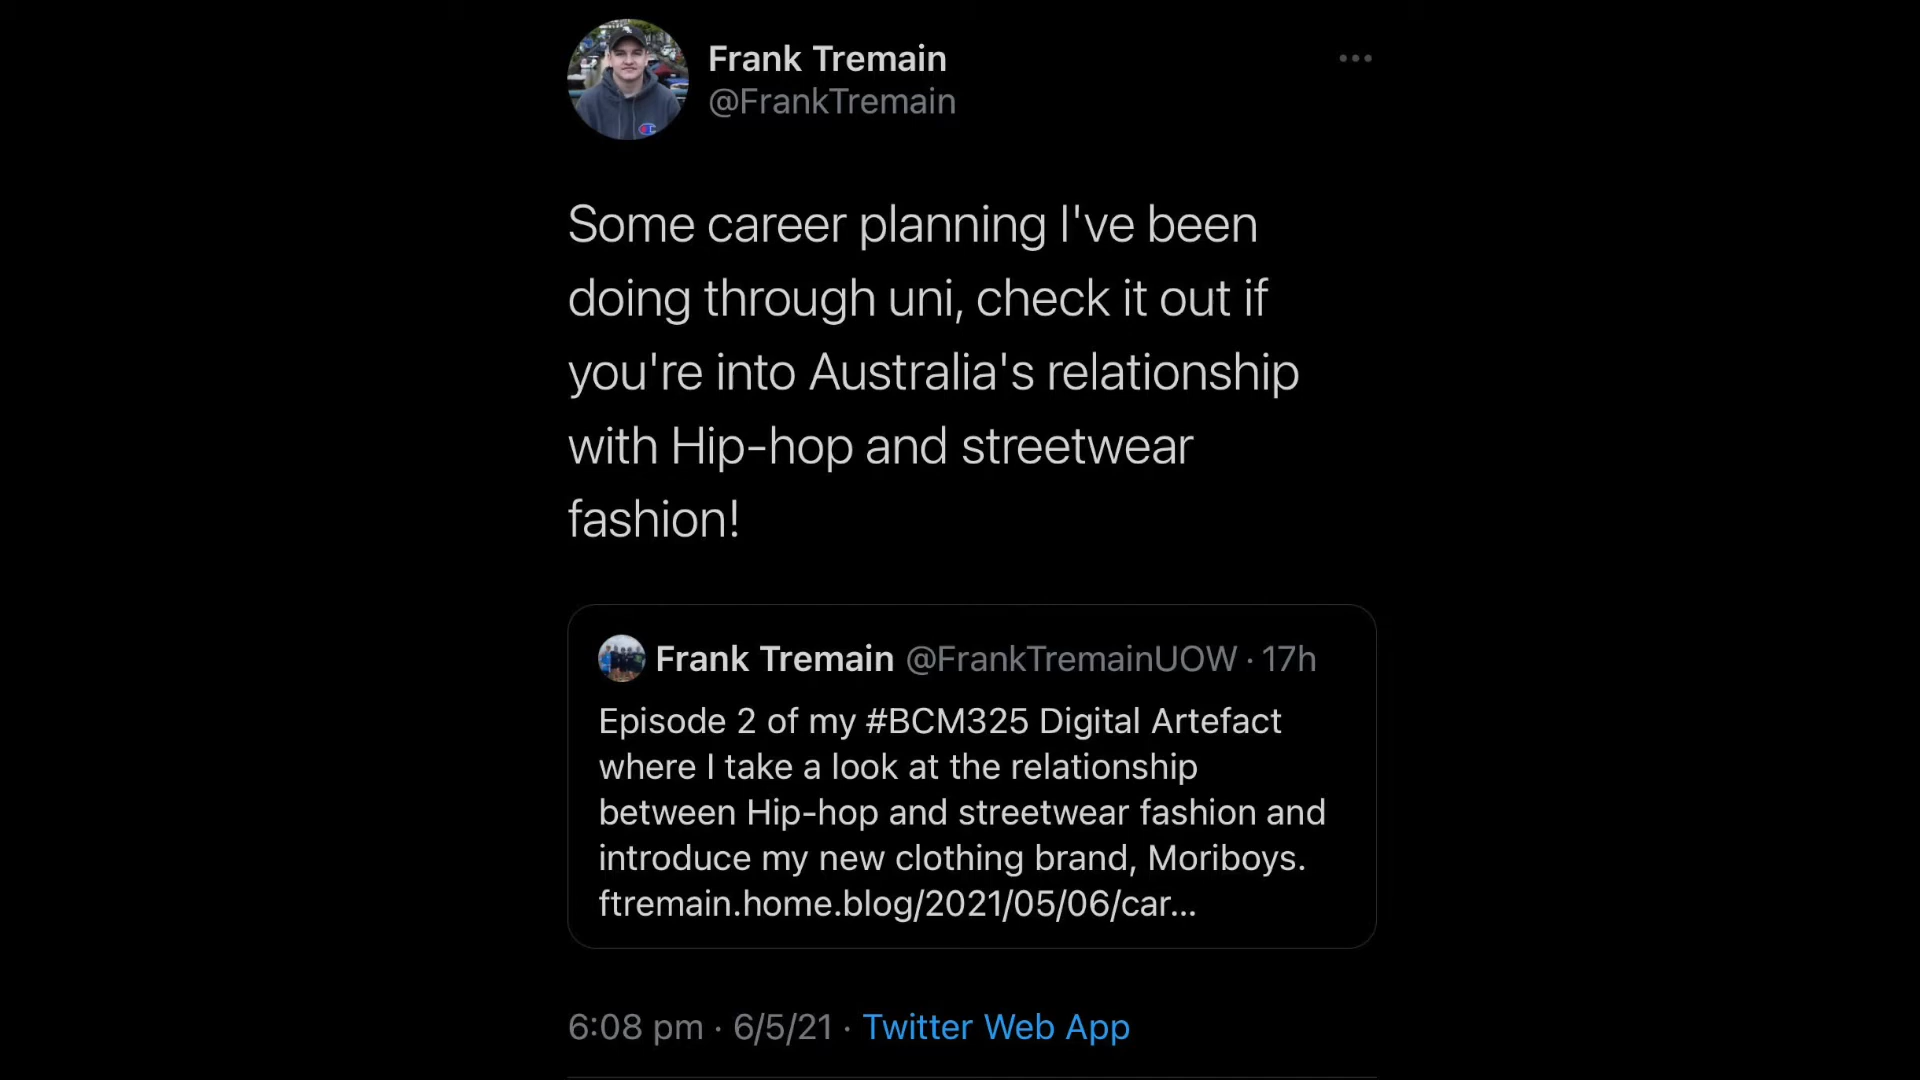 Frank Tremain
@FrankTremain
Some career planning I've been
doing through uni, check it out if
you're into Australia's relationship
with Hip-hop and streetwear
fashion!
Frank Tremain @FrankTremainUOW · 17h
Episode 2 of my #BCM325 Digital Artefact
where I take a look at the relationship
between Hip-hop and streetwear fashion and
introduce my new clothing brand, Moriboys.
ftremain.home.blog/2021/05/06/car...
6:08 pm · 6/5/21 · Twitter Web App